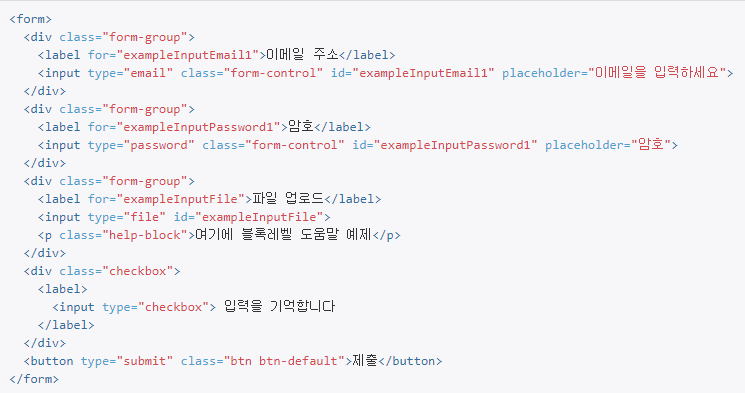 <form>
  <div class="form-group">
    <label for="exampleInputEmail1">이메일 주소</label>
    <input type="email" class="form-control" id="exampleInputEmail1" placeholder="이메일을 입력하세요">
  </div>
  <div class="form-group">
    <label for="exampleInputPassword1">암호</label>
    <input type="password" class="form-control" id="exampleInputPassword1" placeholder="암호">
  </div>
  <div class="form-group">
    <label for="exampleInputFile">파일 업로드</label>
    <input type="file" id="exampleInputFile">
    <p class="help-block">여기에 블록레벨 도움말 예제</p>
  </div>
  <div class="checkbox">
    <label>
      <input type="checkbox"> 입력을 기억합니다
    </label>
  </div>
  <button type="submit" class="btn btn-default">제출</button>
</form>